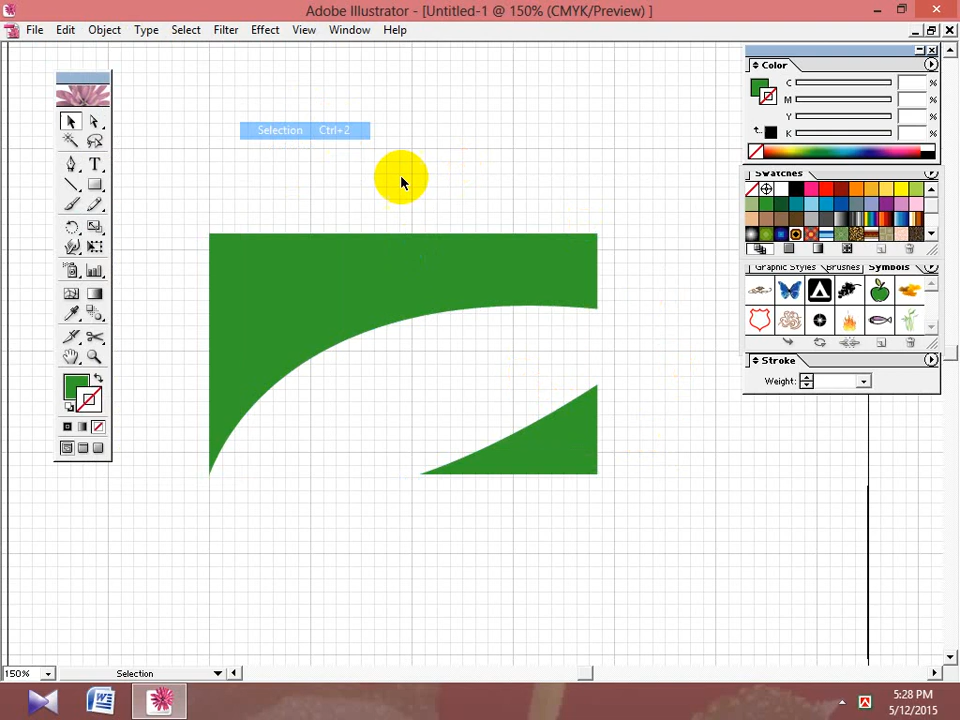 Adobe Illustrator - [Untitled-1 @ 150% (CMYK/Preview) ]
File Edit Object Type Select Filter Effect View Window Help
Color
Selection Ctrl+2
C %
M %
Y %
K %
Swatches
Graphic Styles Brushes Symbols
Stroke
Weight:
150% Selection
5:28 PM
5/12/2015